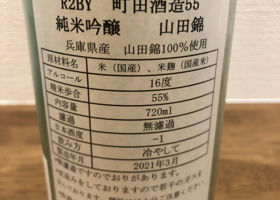 R2BY 町田酒造55
純米吟醸 山田錦
兵庫県産 山田錦100%使用
原材料名 米(国産)、米麹(国産米)
アルコール 16度
精米歩合 55%
内容量 720ml
濾過 無濾過
日本酒度 -1
飲み方 冷やして
製造年月 2021年3月